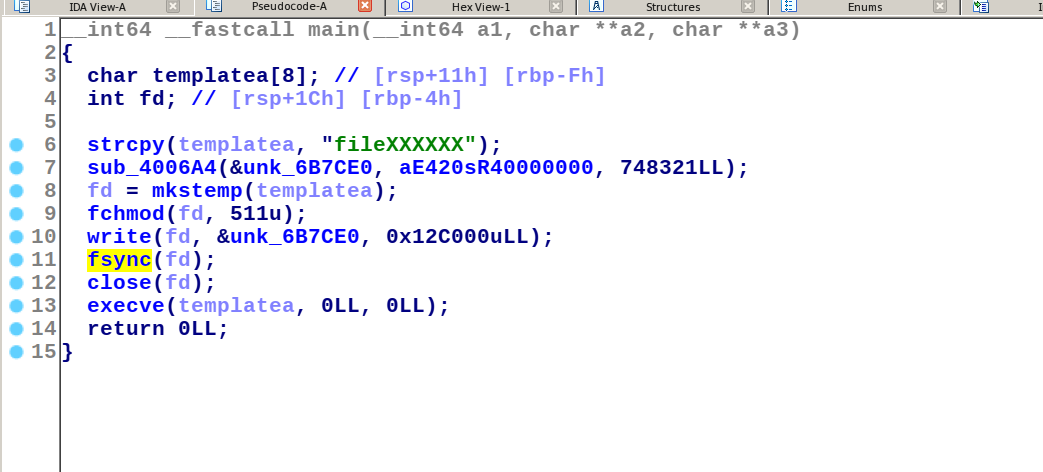 IDA View-A Pseudocode-A Hex View-1 A Structures Enums
1 __int64 __fastcall main(__int64 a1, char **a2, char **a3)
2 {
3   char templatea[8]; // [rsp+11h] [rbp-Fh]
4   int fd; // [rsp+1Ch] [rbp-4h]
5
6   strcpy(templatea, "fileXXXXXX");
7   sub_4006A4(&unk_6B7CE0, aE420sR40000000, 748321LL);
8   fd = mkstemp(templatea);
9   fchmod(fd, 511u);
10   write(fd, &unk_6B7CE0, 0x12C000uLL);
11   fsync(fd);
12   close(fd);
13   execve(templatea, 0LL, 0LL);
14   return 0LL;
15 }